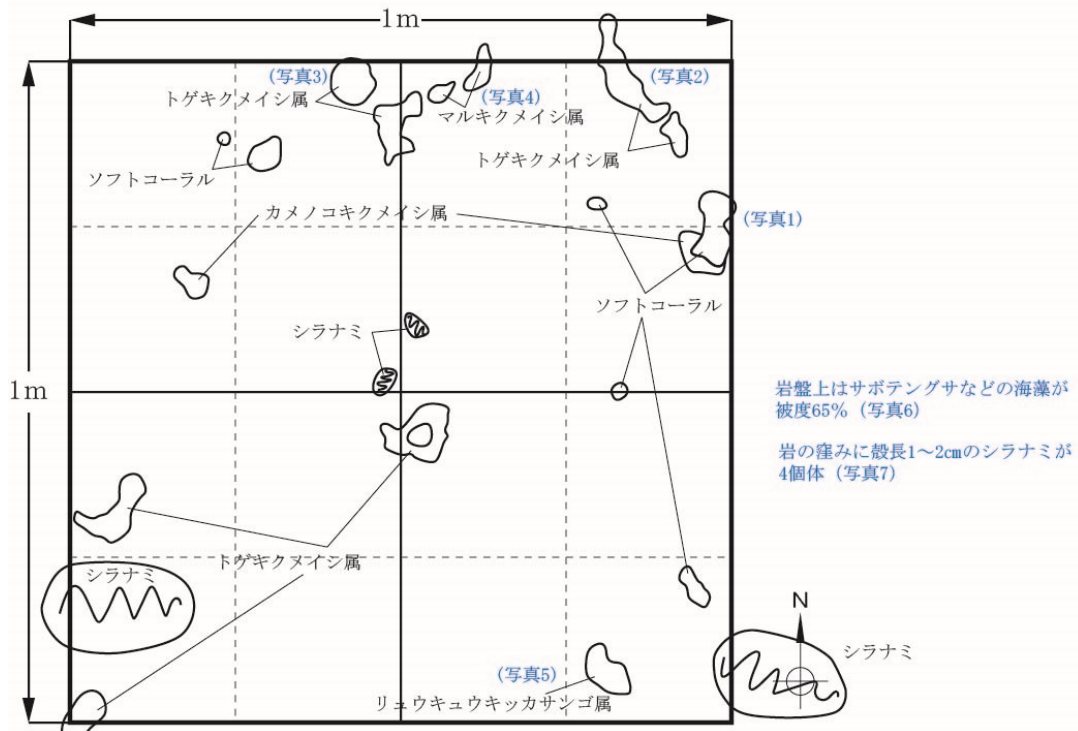 1m
(写真3)
(写真2)
トゲキクメイシ属
(写真4)
マルキクメイシ属
トゲキクメイシ属
ソフトコーラル
カメノコキクメイシ属
(写真1)
ソフトコーラル
シラナミ
1m
岩盤上はサボテングサなどの海藻が
被度65% (写真6)
岩の窪みに殻長1～2㎝のシラナミが
4個体 (写真7)
トゲキクメイシ属
シラナミ
N
シラナミ
(写真5)
リュウキュウキッカサンゴ属